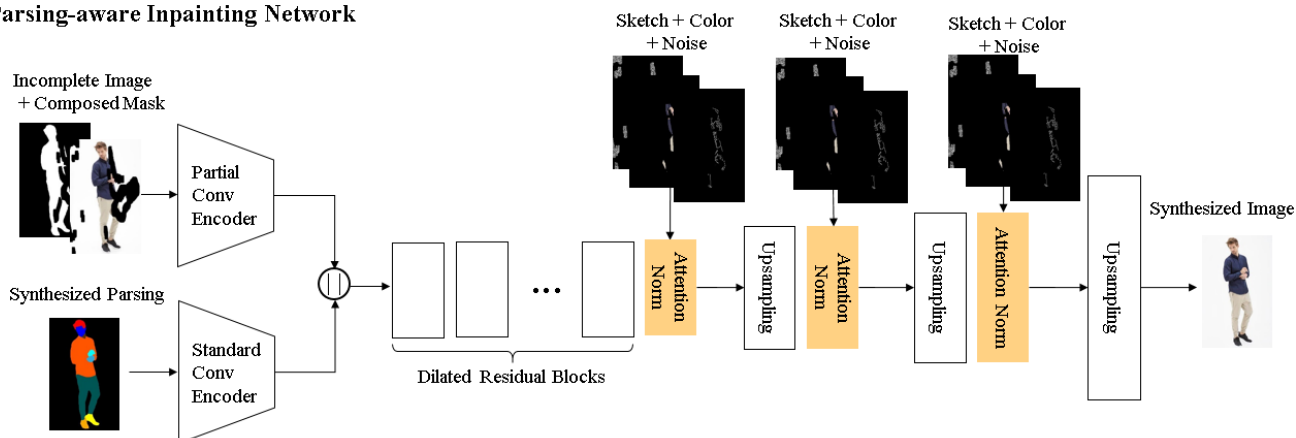 Parsing-aware Inpainting Network
Sketch + Color
+ Noise
Sketch + Color
+ Noise
Sketch + Color
+ Noise
Incomplete Image
+ Composed Mask
Partial
Conv
Encoder
Synthesized Parsing
Standard
Conv
Encoder
||
...
Dilated Residual Blocks
Attention
Norm
Upsampling
Attention
Norm
Upsampling
Attention Norm
Upsampling
Synthesized Image